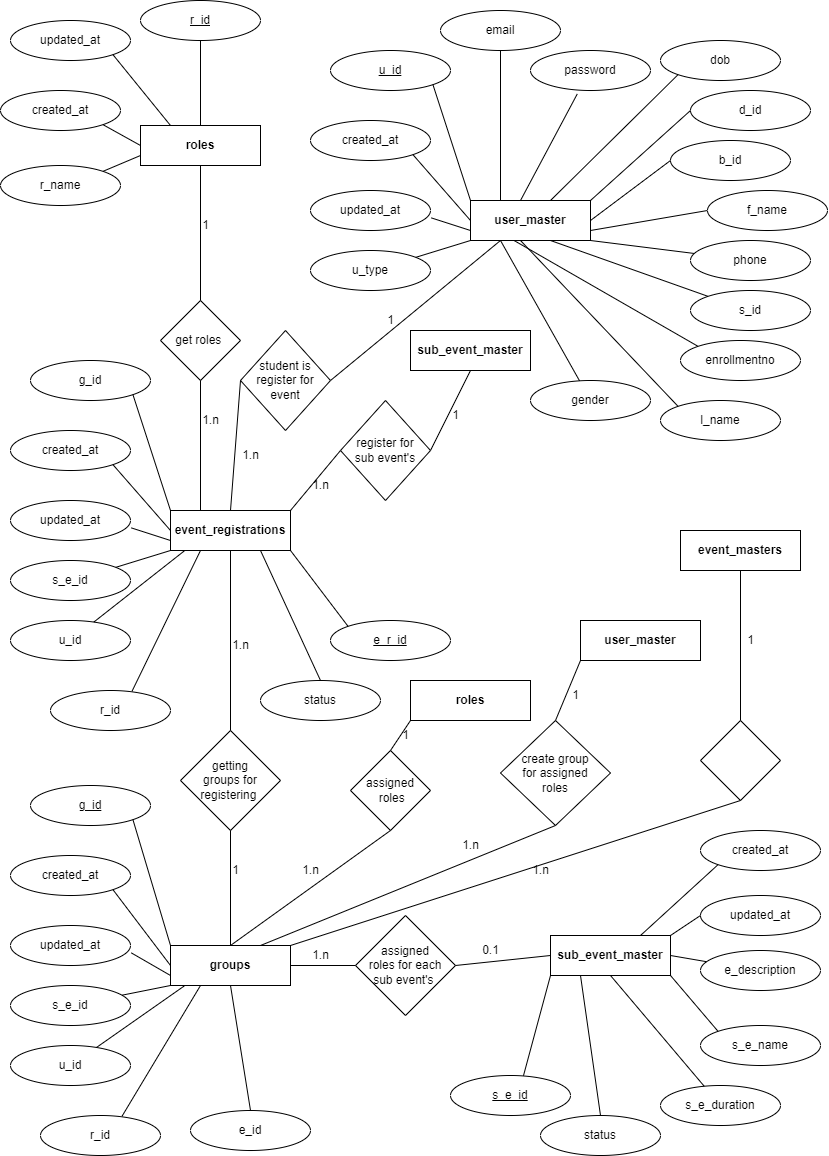 r_id
updated_at
created_at
r_name
roles
email
u_id
password
dob
created_at
d_id
b_id
updated_at
user_master
f_name
u_type
phone
s_id
enrollmentno
gender
l_name
1
get roles
1.n
student is
register for
event
1
1.n
sub_event_master
1
register for
sub event's
1.n
g_id
created_at
updated_at
event_registrations
s_e_id
u_id
r_id
status
e_r_id
1.n
getting
groups for
registering
1
event_masters
1
user_master
1
create group
for assigned
roles
1.n
roles
1
assigned
roles
1.n
1.n
g_id
created_at
updated_at
groups
s_e_id
u_id
r_id
e_id
1.n
assigned
roles for each
sub event's
0.1
sub_event_master
created_at
updated_at
e_description
s_e_name
s_e_duration
s_e_id
status